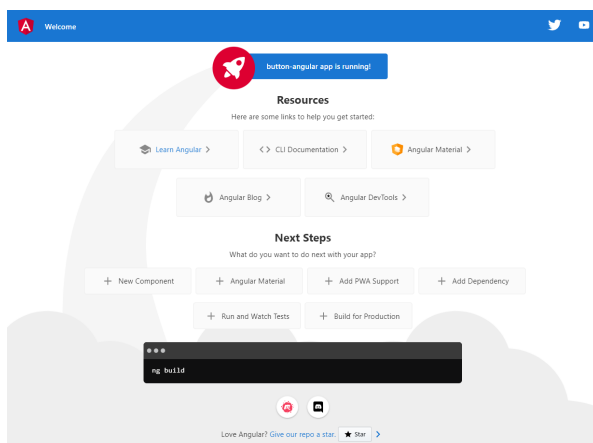 Welcome
button-angular app is running!
Resources
Here are some links to help you get started:
Learn Angular
CLI Documentation
Angular Material
Angular Blog
Angular DevTools
Next Steps
What do you want to do next with your app?
New Component
Angular Material
Add PWA Support
Add Dependency
Run and Watch Tests
Build for Production
ng build
Love Angular? Give our repo a star. Star